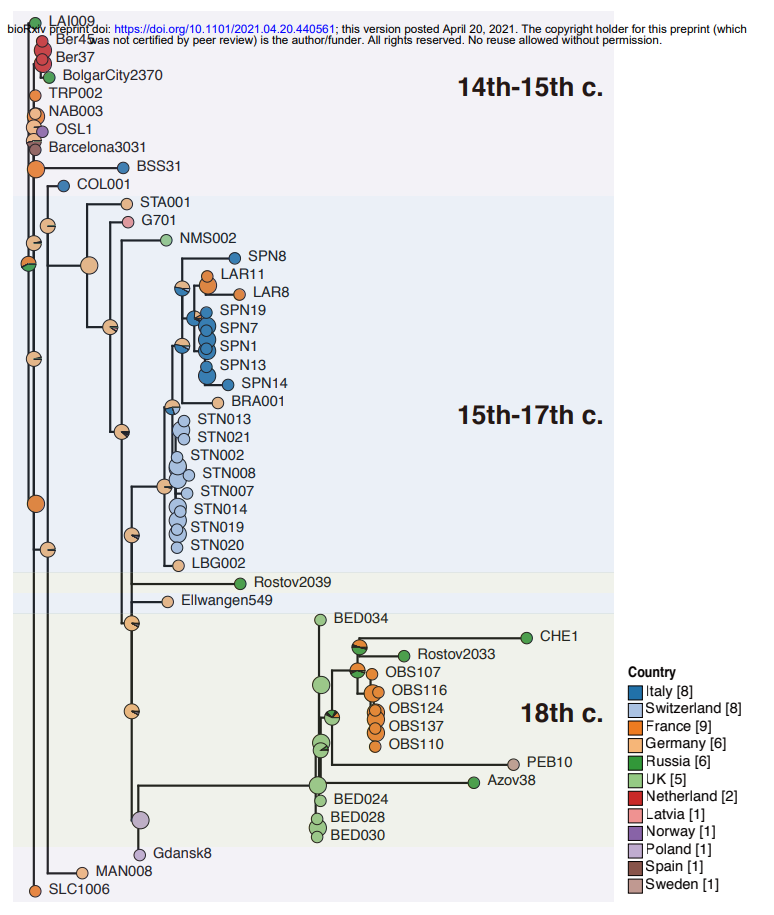 LAI009
bioRxiv preprint doi: https://doi.org/10.1101/2021.04.20.440561; this version posted April 20, 2021. The copyright holder for this preprint (which
was not certified by peer review) is the author/funder. All rights reserved. No reuse allowed without permission.
Ber45
Ber37
BolgarCity2370
14th-15th c.
TRP002
NAB003
OSL1
Barcelona3031
BSS31
COL001
STA001
G701
NMS002
SPN8
LAR11
LAR8
SPN19
SPN7
SPN1
SPN13
SPN14
BRA001
15th-17th c.
STN013
STN021
STN002
STN008
STN007
STN014
STN019
STN020
LBG002
Rostov2039
Ellwangen549
BED034
CHE1
Rostov2033
OBS107
OBS116
OBS124
18th c.
OBS137
OBS110
PEB10
Azov38
BED024
BED028
BED030
Gdansk8
MAN008
SLC1006
Country
Italy [8]
Switzerland [8]
France [9]
Germany [6]
Russia [6]
UK [5]
Netherland [2]
Latvia [1]
Norway [1]
Poland [1]
Spain [1]
Sweden [1]